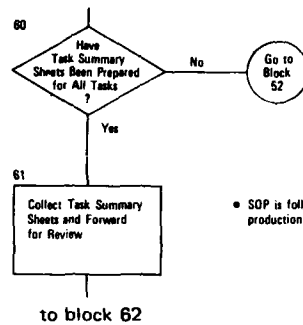 60
Have
Task Summary
Sheets Been Prepared
for All Tasks
?
No
Go to
Block
52
Yes
61
Collect Task Summary
Sheets and Forward
for Review
• SOP is foll
production
to block 62